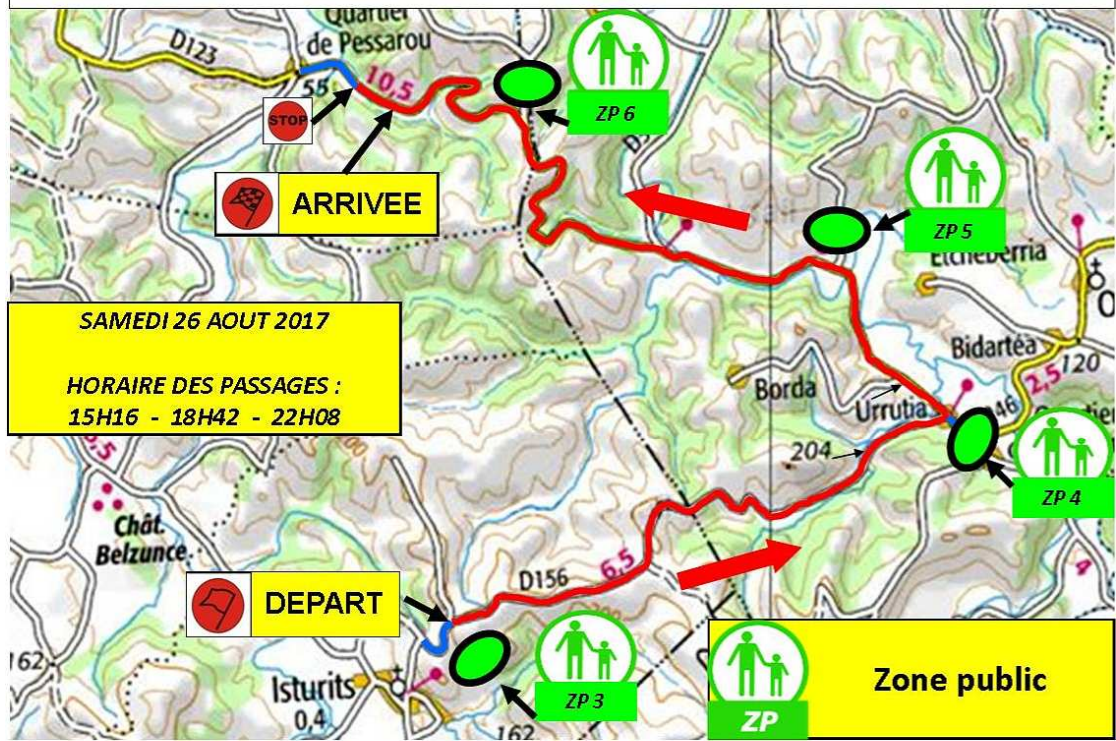 Quartier
de Pessarou
D123
10,5
55
STOP
ARRIVEE
ZP 6
ZP 5
Etcheberria
SAMEDI 26 AOUT 2017
HORAIRE DES PASSAGES :
15H16 - 18H42 - 22H08
Borda
Bidartéa
120
2,5
Urrutia
204
ZP 4
Chât.
Belzunce
D156
6,5
4
DEPART
162
Isturits
0,4
ZP 3
162
ZP
Zone public